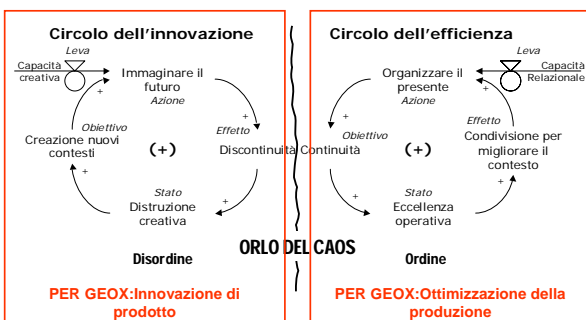 Circolo dell'innovazione
Leva
Capacità
creativa
+
Immaginare il
futuro
Azione
+
Effetto
Discontinuità
+
Stato
Distruzione
creativa
+
Obiettivo
Creazione nuovi
contesti
(+)
Disordine
PER GEOX:Innovazione di
prodotto
ORLO DEL CAOS
Circolo dell'efficienza
Leva
Capacità
Relazionale
+
Organizzare il
presente
Azione
+
Obiettivo
Continuità
+
Stato
Eccellenza
operativa
+
Effetto
Condivisione per
migliorare il
contesto
(+)
Ordine
PER GEOX:Ottimizzazione della
produzione